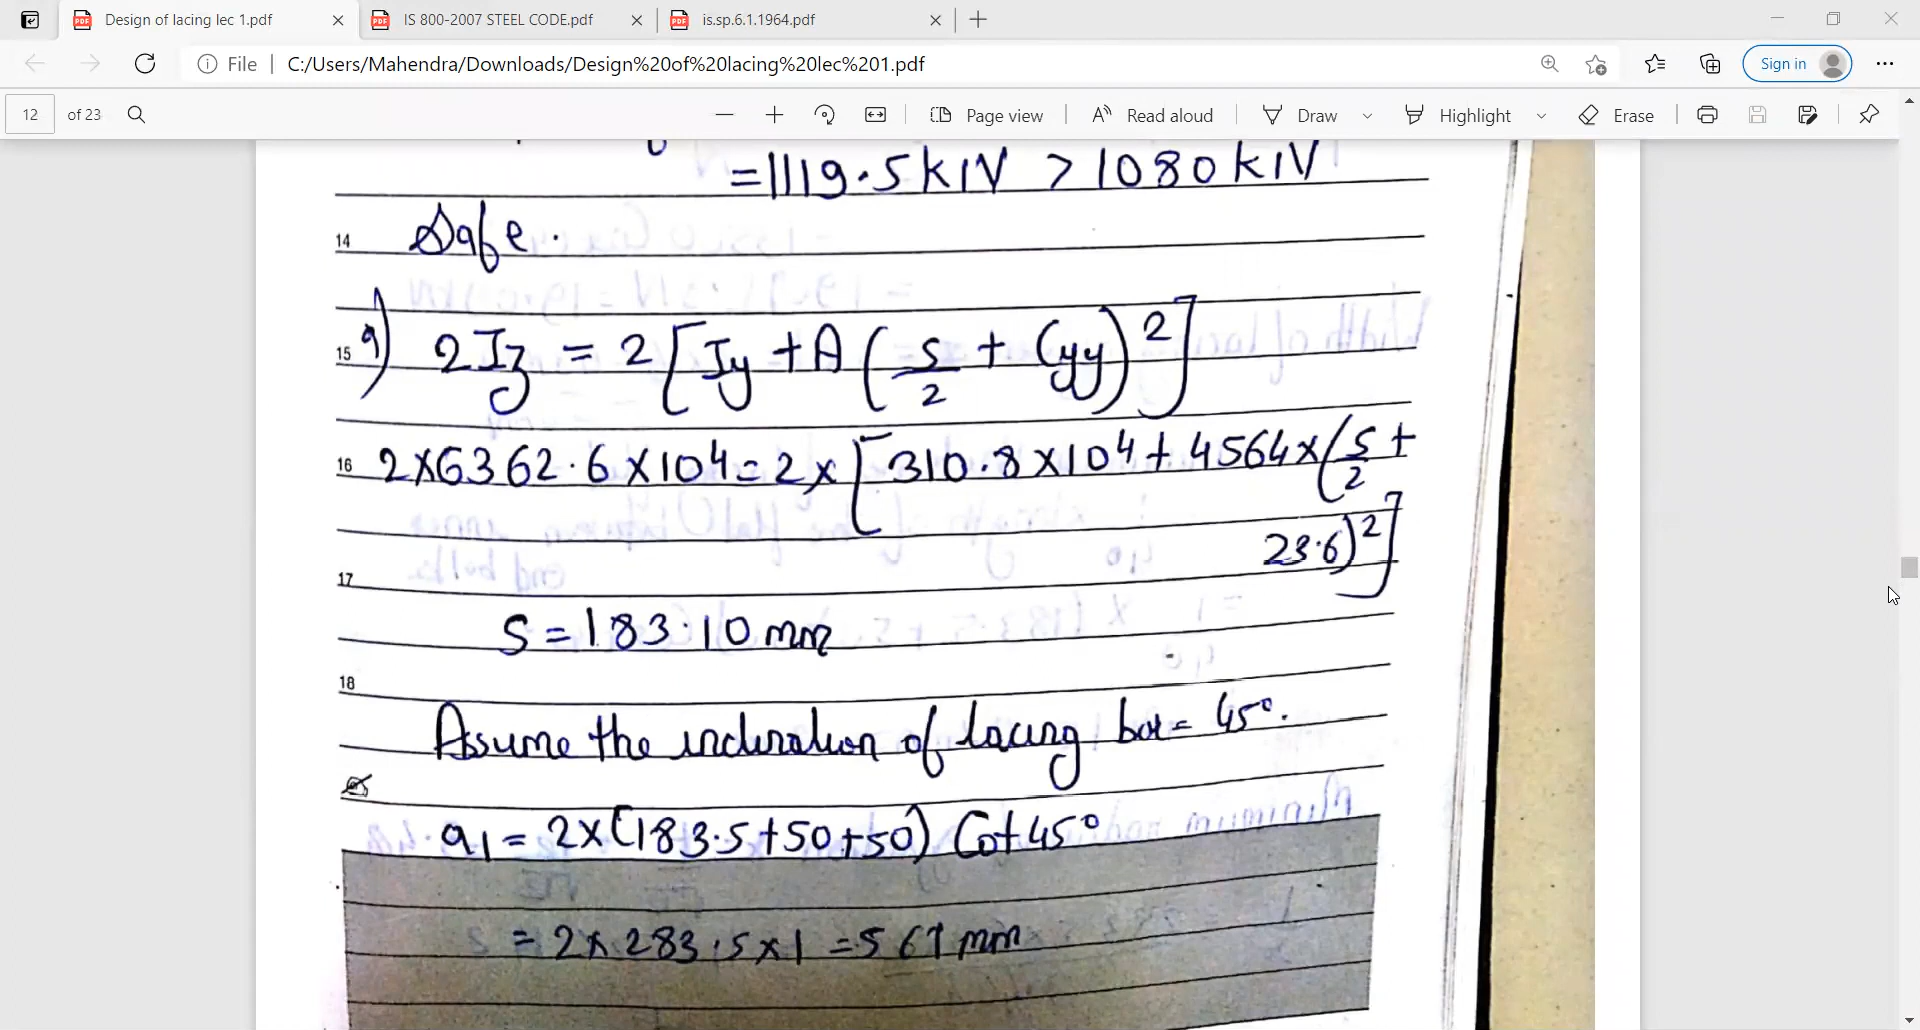 Design of lacing lec 1.pdf
IS 800-2007 STEEL CODE.pdf
is.sp.6.1.1964.pdf
File
C:/Users/Mahendra/Downloads/Design%20of%20lacing%20lec%201.pdf
Sign in
12 of 23
Page view
Read aloud
Draw
Highlight
Erase
=1119.5kN > 1080kN
14 Safe.
15 9) 2Iz = 2[Iy + A(S/2 + Cyy)²]
16 2×6362.6×10⁴ = 2×[310.8×10⁴ + 4564×(S/2 +
23.6)²]
17
S = 183.10 mm
18
Assume the inclination of lacing bar = 45°.
a1 = 2×(183.5+50+50) Cot 45°
= 2×283.5×1 = 567 mm